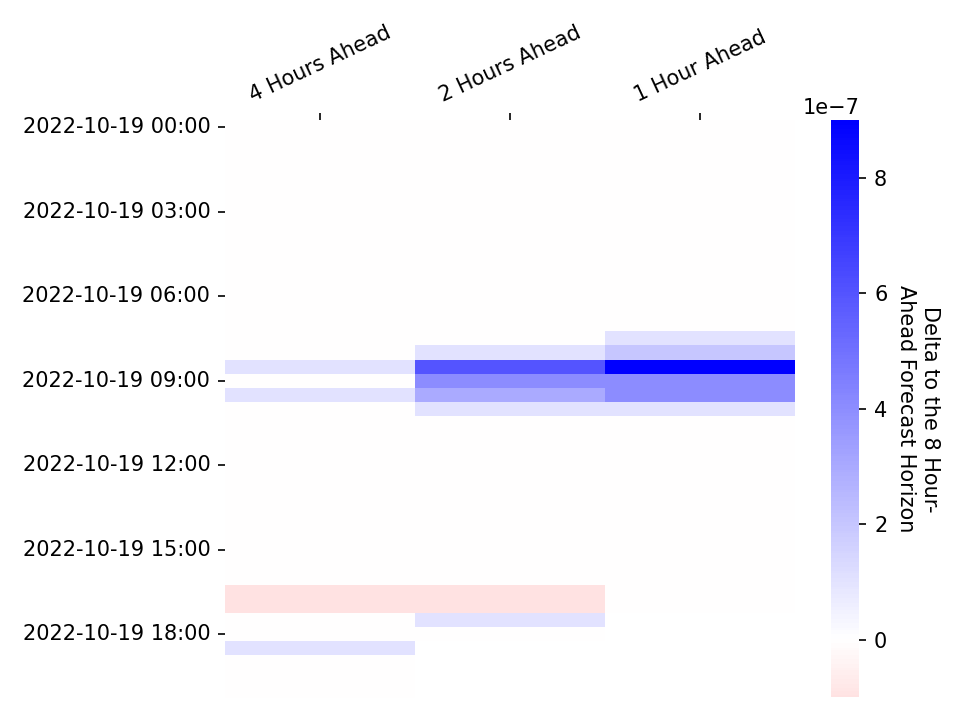 4 Hours Ahead
2 Hours Ahead
1 Hour Ahead
1e−7
2022-10-19 00:00
2022-10-19 03:00
2022-10-19 06:00
2022-10-19 09:00
2022-10-19 12:00
2022-10-19 15:00
2022-10-19 18:00
8
6
4
2
0
Delta to the 8 Hour-
Ahead Forecast Horizon